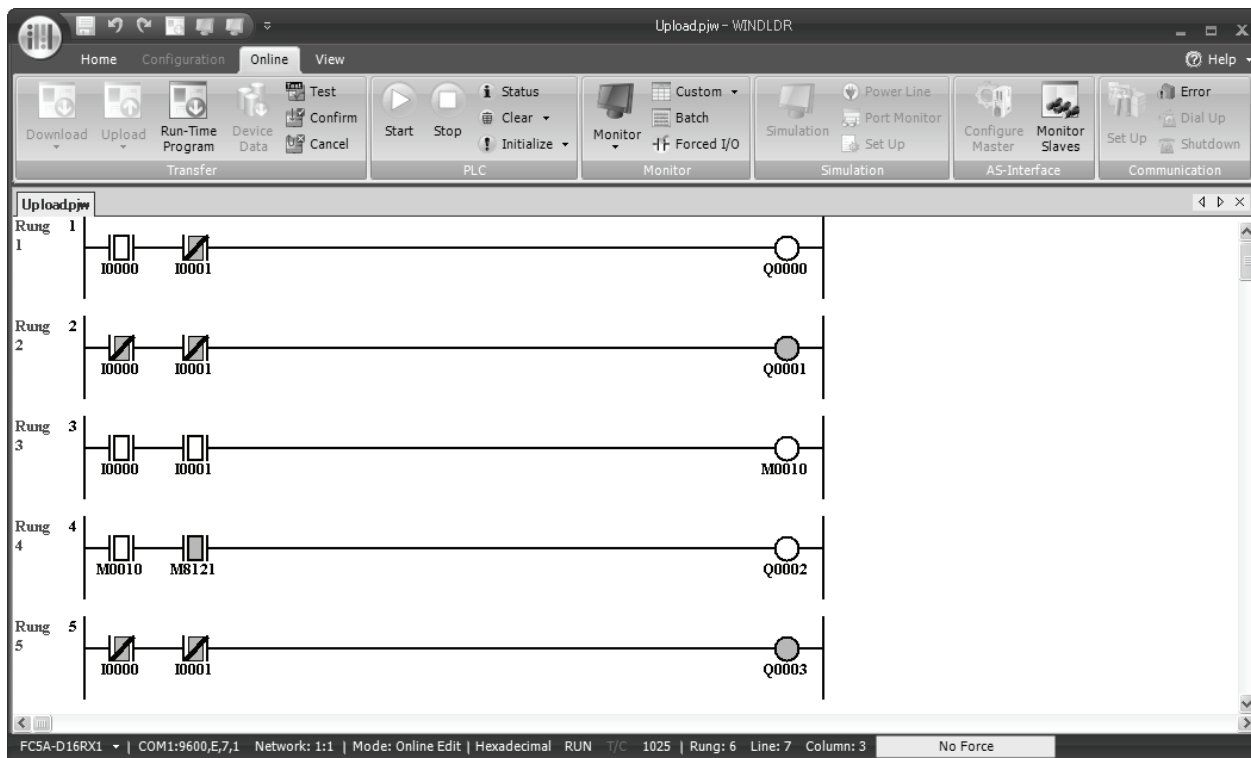 Upload.pjw - WINDLDR
Home Configuration Online View Help
Download Upload Run-Time Program Device Data Test Confirm Cancel
Transfer
Start Stop Status Clear Initialize
PLC
Monitor Custom Batch Forced I/O
Monitor
Simulation Power Line Port Monitor Set Up
Simulation
Configure Master Monitor Slaves
AS-Interface
Set Up Error Dial Up Shutdown
Communication
Upload.pjw
Rung 1
1
I0000 I0001 Q0000
Rung 2
2
I0000 I0001 Q0001
Rung 3
3
I0000 I0001 M0010
Rung 4
4
M0010 M8121 Q0002
Rung 5
5
I0000 I0001 Q0003
FC5A-D16RX1 | COM1:9600,E,7,1 Network: 1:1 | Mode: Online Edit | Hexadecimal RUN T/C 1025 | Rung: 6 Line: 7 Column: 3 No Force